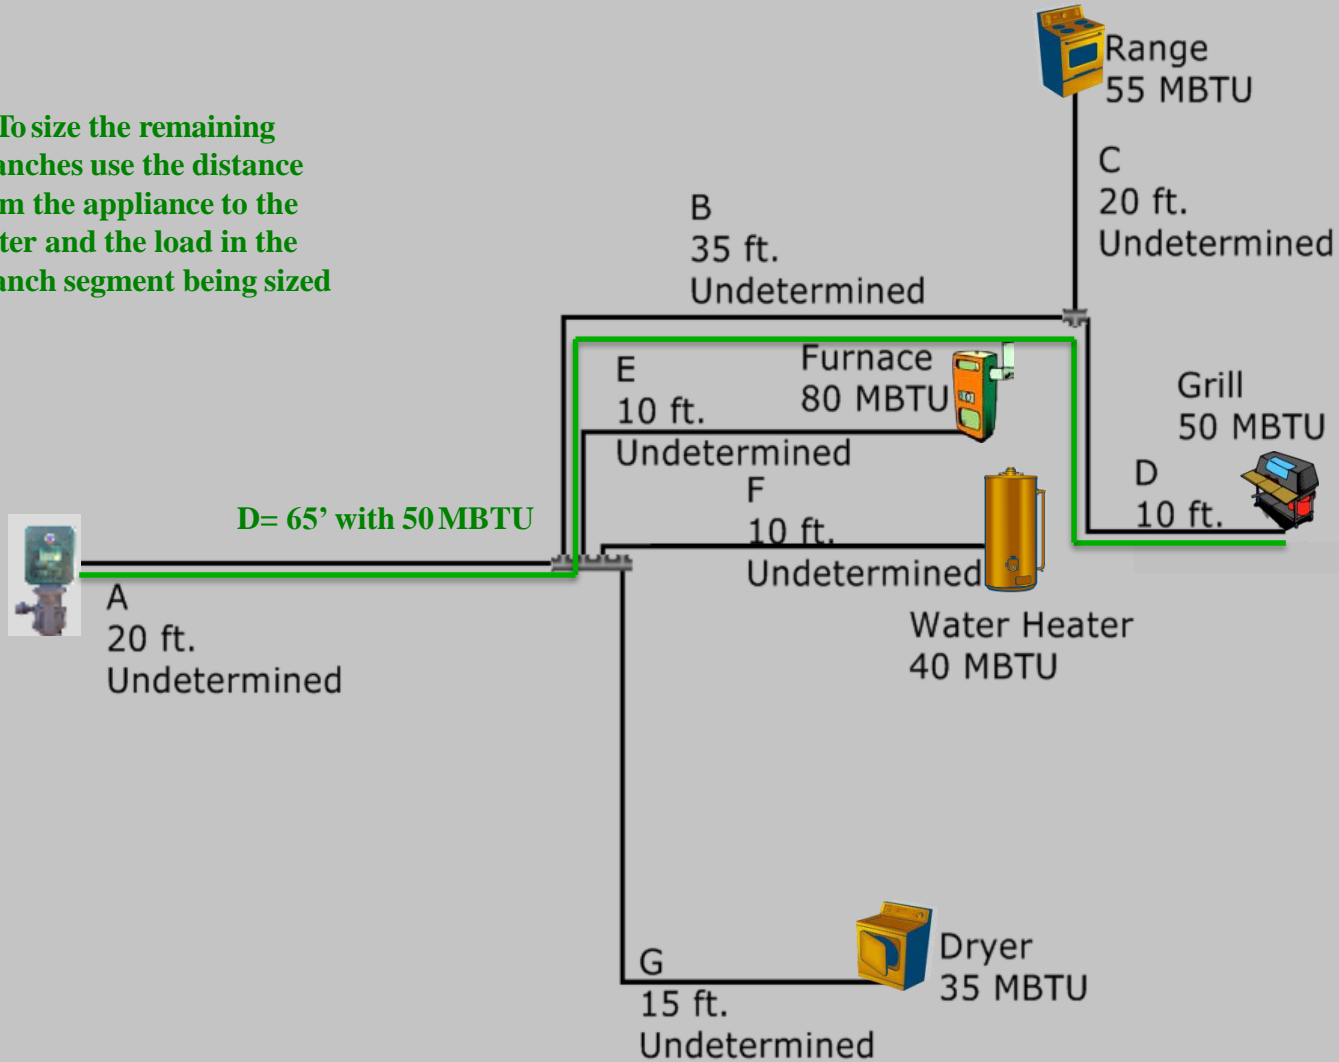 To size the remaining
anches use the distance
m the appliance to the
ter and the load in the
anch segment being sized
Range
55 MBTU
C
20 ft.
Undetermined
B
35 ft.
Undetermined
E
10 ft.
Undetermined
Furnace
80 MBTU
Grill
50 MBTU
D
10 ft.
F
10 ft.
Undetermined
D= 65’ with 50 MBTU
A
20 ft.
Undetermined
Water Heater
40 MBTU
G
15 ft.
Undetermined
Dryer
35 MBTU